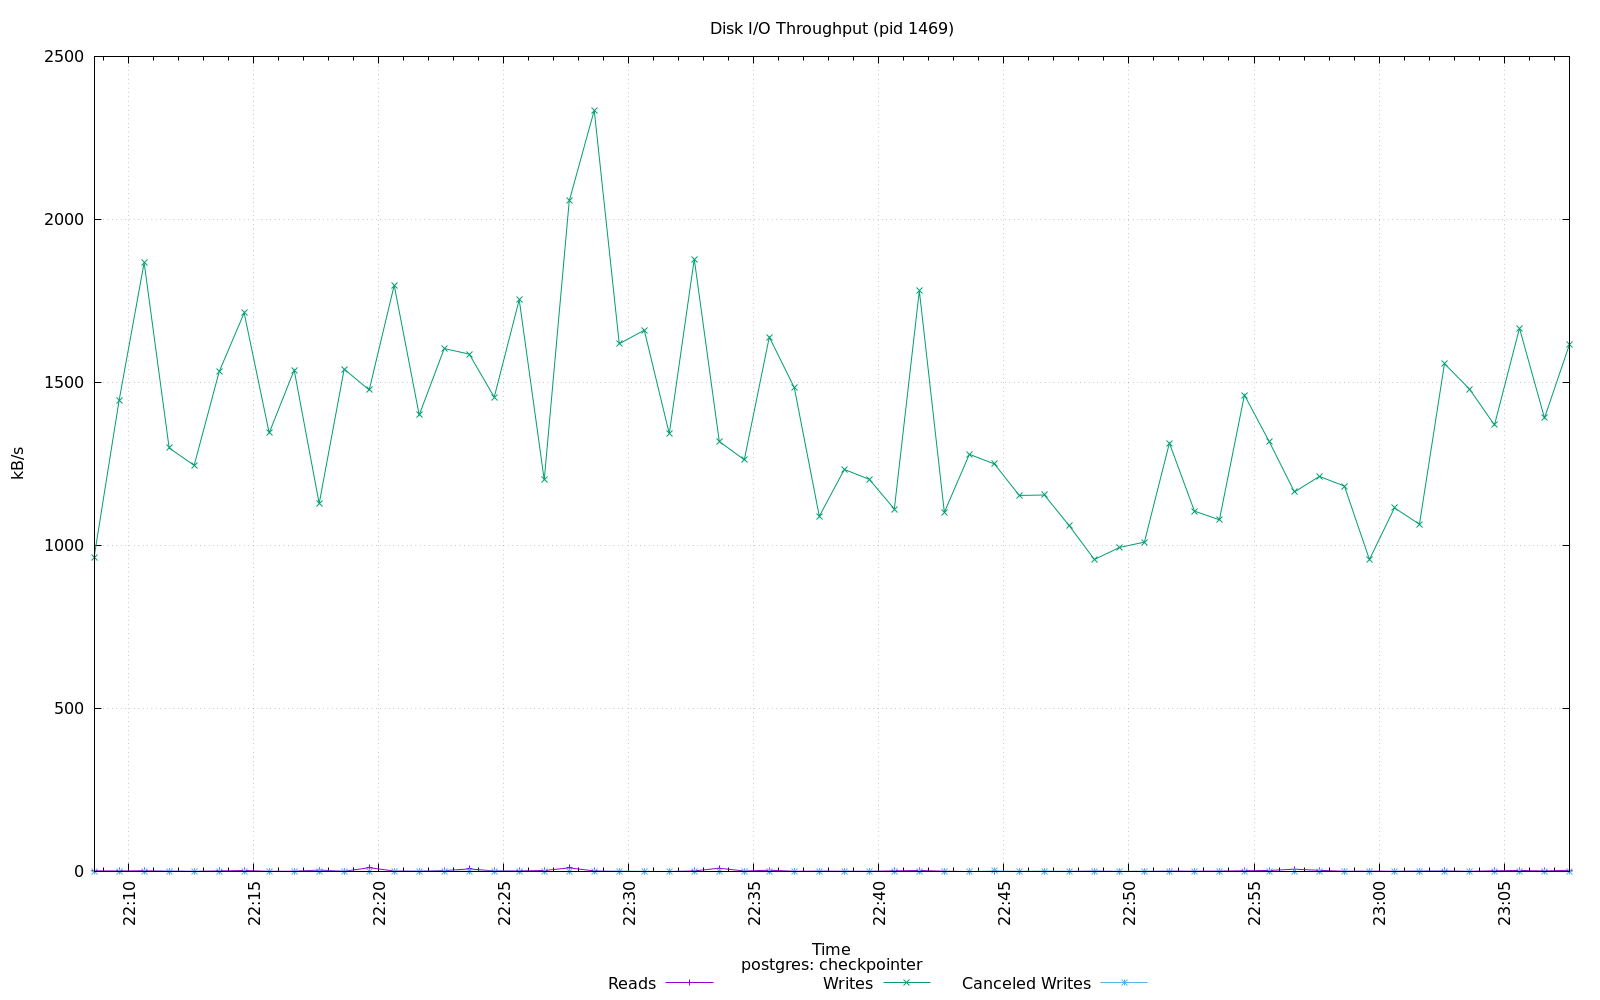 Disk I/O Throughput (pid 1469)
2500
2000
1500
1000
500
0
kB/s
22:10
22:15
22:20
22:25
22:30
22:35
22:40
22:45
22:50
22:55
23:00
23:05
Time
postgres: checkpointer
Reads
Writes
Canceled Writes